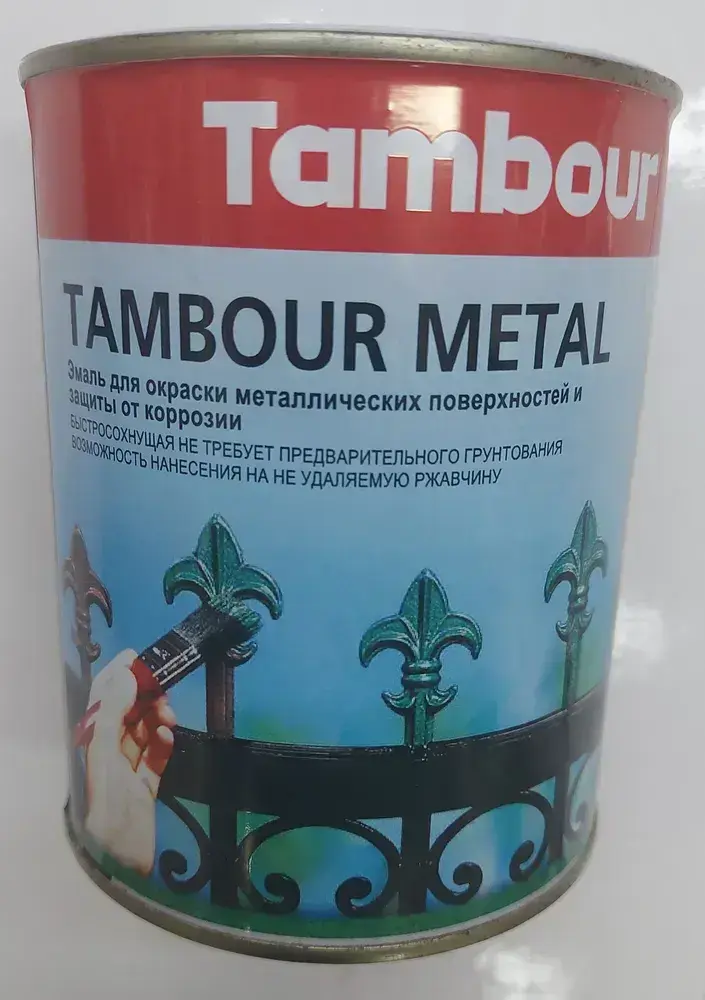 Tambour
TAMBOUR METAL
Эмаль для окраски металлических поверхностей и
защиты от коррозии
БЫСТРОСОХНУЩАЯ НЕ ТРЕБУЕТ ПРЕДВАРИТЕЛЬНОГО ГРУНТОВАНИЯ
ВОЗМОЖНОСТЬ НАНЕСЕНИЯ НА НЕ УДАЛЯЕМУЮ РЖАВЧИНУ